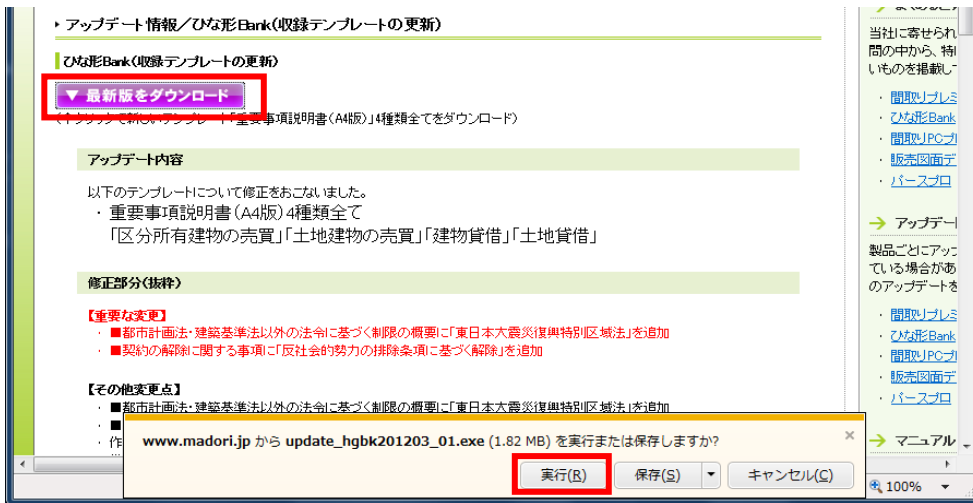 アップデート情報/ひな形Bank(収録テンプレートの更新)
ひな形Bank(収録テンプレートの更新)
▼ 最新版をダウンロード
新しいテンプレート「重要事項説明書(A4版)」4種類全てをダウンロード)
アップデート内容
以下のテンプレートについて修正をおこないました。
・ 重要事項説明書(A4版)4種類全て
「区分所有建物の売買」「土地建物の売買」「建物賃借」「土地賃借」
修正部分(抜粋)
【重要な変更】
・ ■都市計画法・建築基準法以外の法令に基づく制限の概要に「東日本大震災復興特別区域法」を追加
・ ■契約の解除に関する事項に「反社会的勢力の排除条項に基づく解除」を追加
【その他変更点】
・ ■都市計画法・建築基準法以外の法令に基づく制限の概要に「東日本大震災復興特別区域法」を追加
・ ■
・ 作
www.madori.jp から update_hgbk201203_01.exe (1.82 MB) を実行または保存しますか?
×
実行(R)
保存(S)
キャンセル(C)
当社に寄せられ
問の中から、特
いものを掲載し
・ 間取りプレミ
・ ひな形Bank
・ 間取りPCプ
・ 販売図面デ
・ パースプロ
→ アップデー
製品ごとにアッ
ている場合があ
のアップデートを
・ 間取りプレミ
・ ひな形Bank
・ 間取りPCプ
・ 販売図面デ
・ パースプロ
→ マニュアル
100%